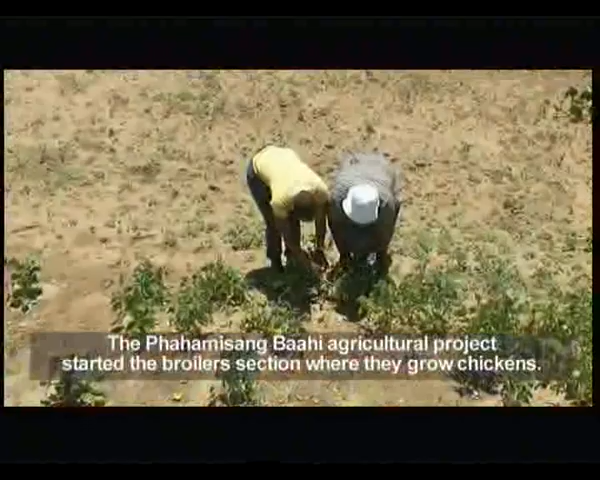 The Phahamisang Baahi agricultural project
started the broilers section where they grow chickens.